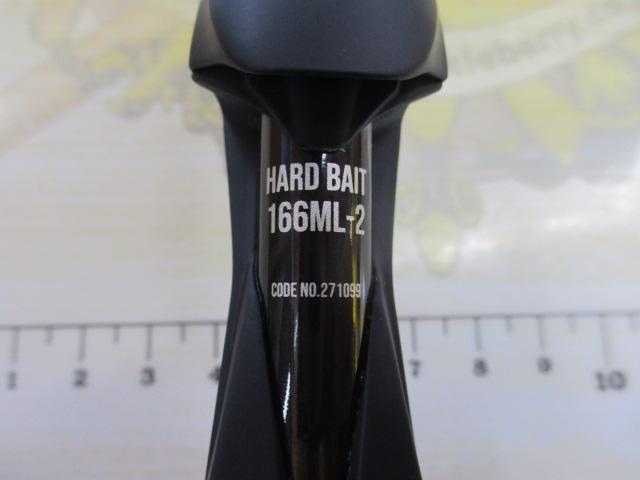 HARD BAIT
166ML-2
CODE NO.271099
1 2 3 4 7 8 9 10